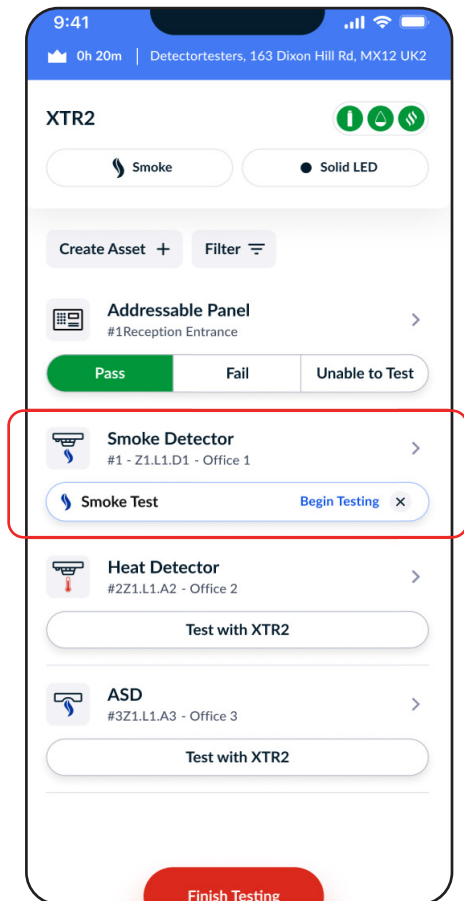 9:41
0h 20m | Detectortesters, 163 Dixon Hill Rd, MX12 UK2
XTR2
Smoke
Solid LED
Create Asset +
Filter
Addressable Panel
#1Reception Entrance
Pass
Fail
Unable to Test
Smoke Detector
#1 - Z1.L1.D1 - Office 1
Smoke Test
Begin Testing
Heat Detector
#2Z1.L1.A2 - Office 2
Test with XTR2
ASD
#3Z1.L1.A3 - Office 3
Test with XTR2
Finish Testing